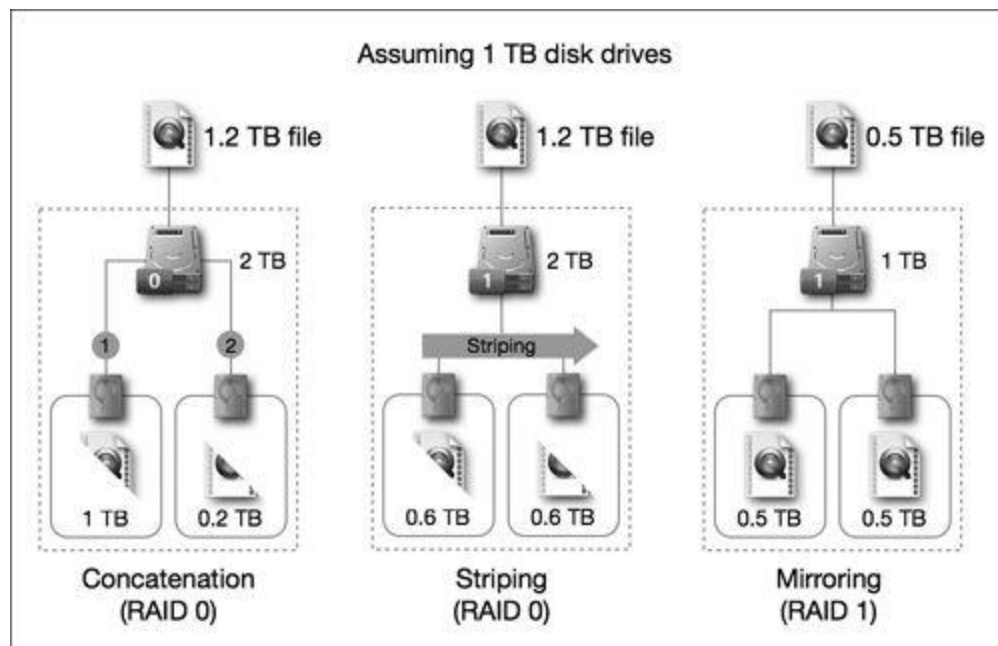 Assuming 1 TB disk drives
1.2 TB file
1.2 TB file
0.5 TB file
0
2 TB
1
2 TB
1
1 TB
1
2
Striping
1 TB
0.2 TB
0.6 TB
0.6 TB
0.5 TB
0.5 TB
Concatenation
(RAID 0)
Striping
(RAID 0)
Mirroring
(RAID 1)